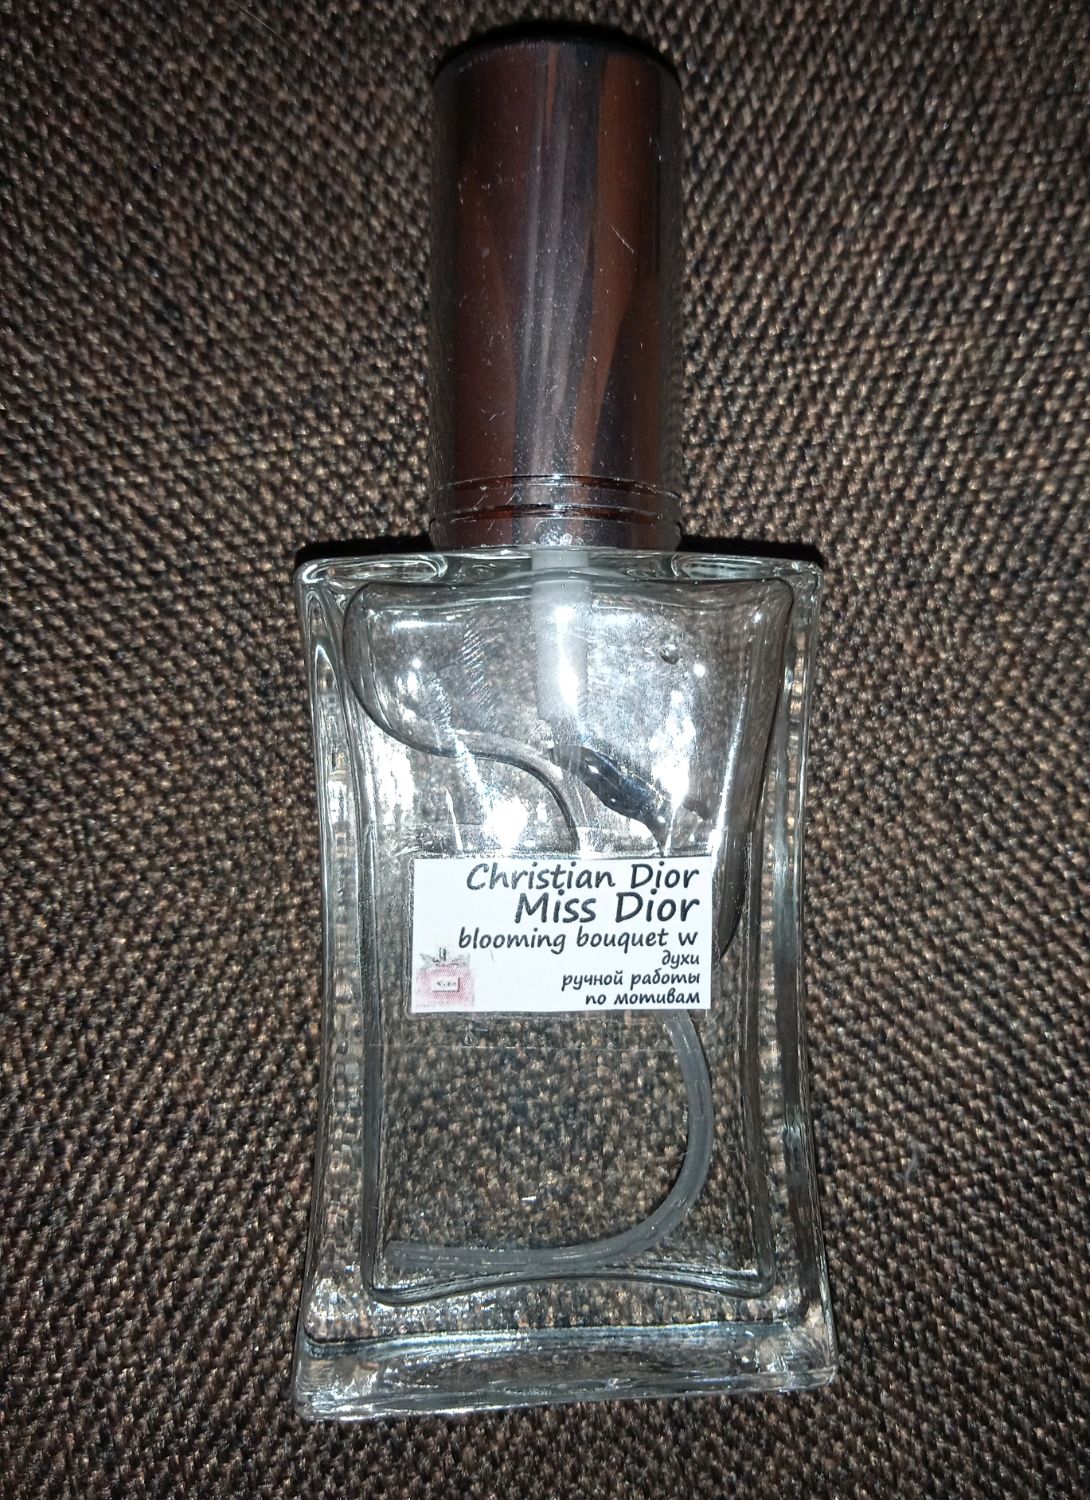 Christian Dior
Miss Dior
blooming bouquet w
духи
ручной работы
по мотивам